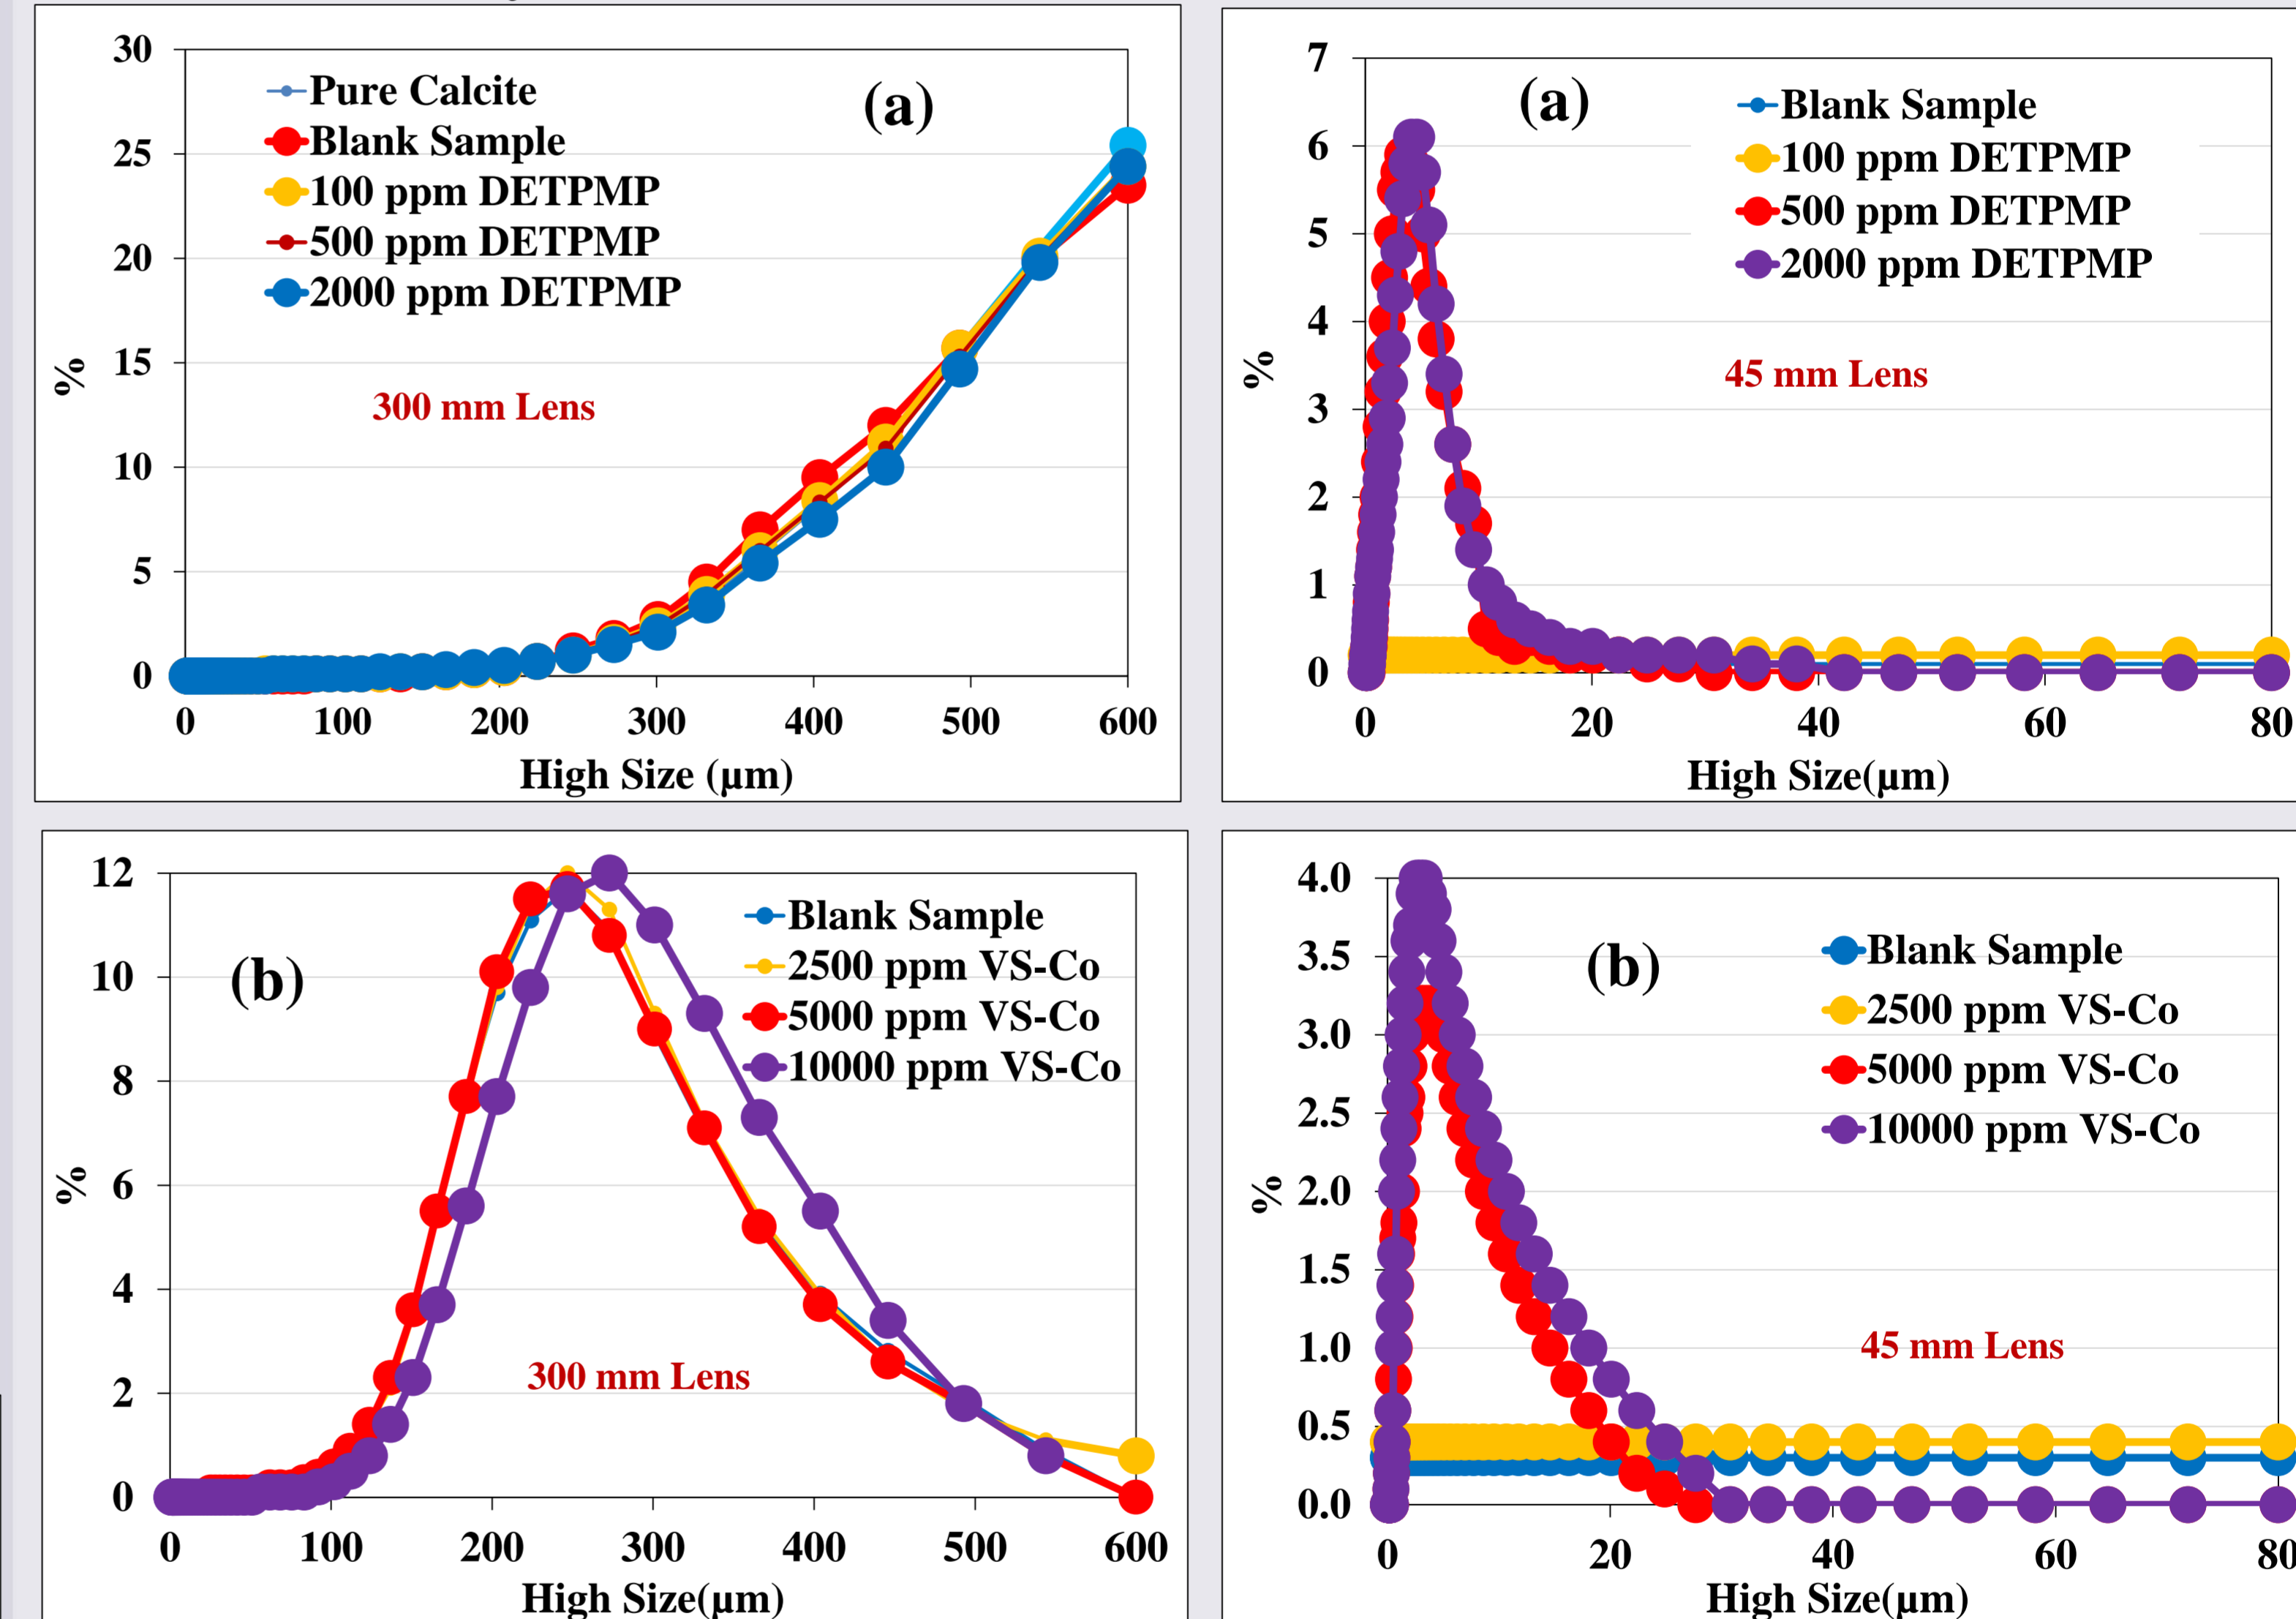 30
25
20
15
10
5
0
%
Pure Calcite
Blank Sample
100 ppm DETPMP
500 ppm DETPMP
2000 ppm DETPMP
(a)
300 mm Lens
0 100 200 300 400 500 600
High Size (µm)
7
6
5
4
3
2
1
0
%
(a)
Blank Sample
100 ppm DETPMP
500 ppm DETPMP
2000 ppm DETPMP
45 mm Lens
0 20 40 60 80
High Size(µm)
12
10
8
6
4
2
0
%
(b)
Blank Sample
2500 ppm VS-Co
5000 ppm VS-Co
10000 ppm VS-Co
300 mm Lens
0 100 200 300 400 500 600
High Size(µm)
4.0
3.5
3.0
2.5
2.0
1.5
1.0
0.5
0.0
%
(b)
Blank Sample
2500 ppm VS-Co
5000 ppm VS-Co
10000 ppm VS-Co
45 mm Lens
0 20 40 60 80
High Size(µm)